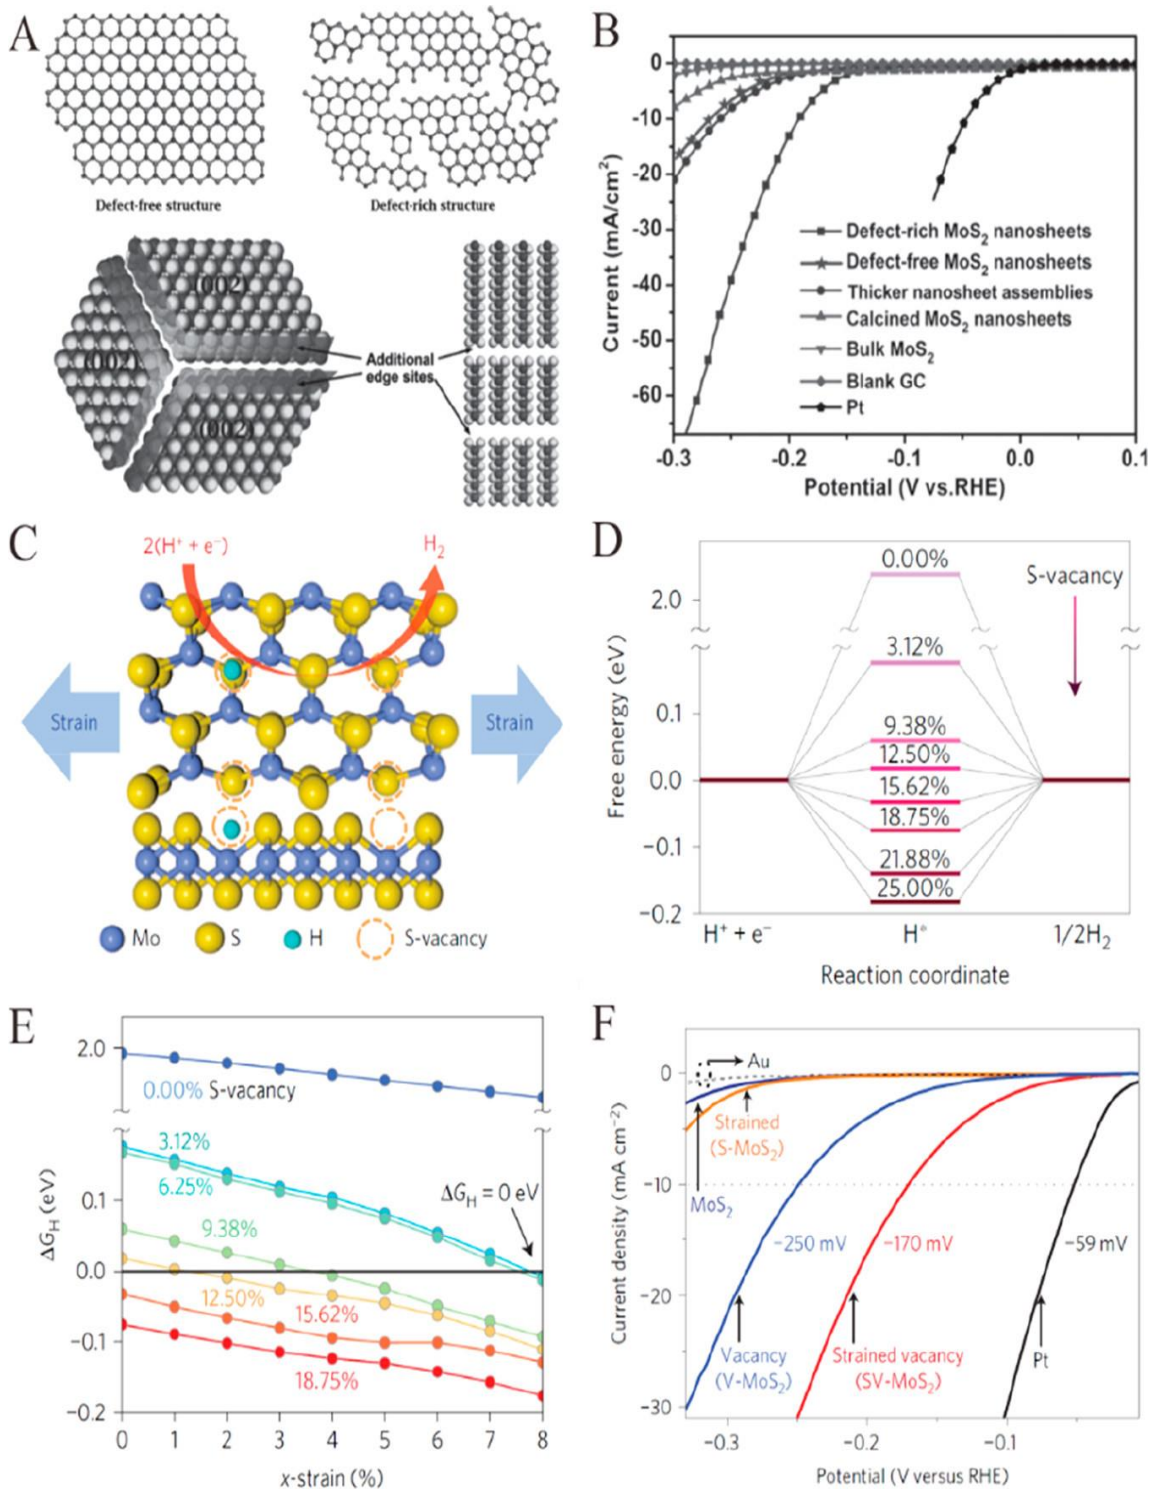 A
Defect-free structure
Defect-rich structure
(002)
(002)
(002)
Additional
edge sites
B
0
-10
-20
-30
-40
-50
-60
Current (mA/cm²)
Defect-rich MoS₂ nanosheets
Defect-free MoS₂ nanosheets
Thicker nanosheet assemblies
Calcined MoS₂ nanosheets
Bulk MoS₂
Blank GC
Pt
-0.3 -0.2 -0.1 0.0 0.1
Potential (V vs.RHE)
C
2(H⁺ + e⁻)
H₂
Strain
Strain
Mo S H S-vacancy
D
0.00%
S-vacancy
2.0
3.12%
0.1
9.38%
12.50%
0.0
15.62%
18.75%
−0.1
21.88%
25.00%
−0.2
Free energy (eV)
H⁺ + e⁻ H* 1/2H₂
Reaction coordinate
E
2.0
0.00% S-vacancy
3.12%
6.25%
0.1
ΔG_H = 0 eV
9.38%
0.0
12.50%
15.62%
−0.1
18.75%
−0.2
ΔG_H (eV)
0 1 2 3 4 5 6 7 8
x-strain (%)
F
0
Au
Strained
(S-MoS₂)
MoS₂
−10
−250 mV
−170 mV
−59 mV
−20
Vacancy
(V-MoS₂)
Strained vacancy
(SV-MoS₂)
Pt
−30
Current density (mA cm⁻²)
−0.3 −0.2 −0.1
Potential (V versus RHE)